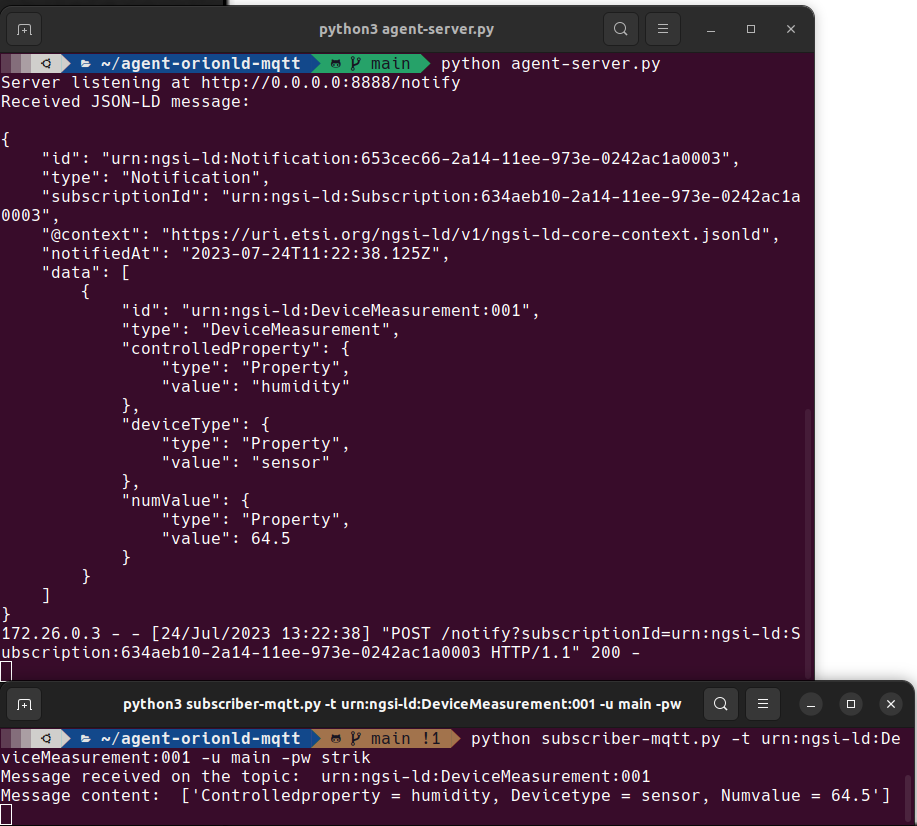 python3 agent-server.py
~/agent-orionld-mqtt main python agent-server.py
Server listening at http://0.0.0.0:8888/notify
Received JSON-LD message:
{
    "id": "urn:ngsi-ld:Notification:653cec66-2a14-11ee-973e-0242ac1a0003",
    "type": "Notification",
    "subscriptionId": "urn:ngsi-ld:Subscription:634aeb10-2a14-11ee-973e-0242ac1a
0003",
    "@context": "https://uri.etsi.org/ngsi-ld/v1/ngsi-ld-core-context.jsonld",
    "notifiedAt": "2023-07-24T11:22:38.125Z",
    "data": [
        {
            "id": "urn:ngsi-ld:DeviceMeasurement:001",
            "type": "DeviceMeasurement",
            "controlledProperty": {
                "type": "Property",
                "value": "humidity"
            },
            "deviceType": {
                "type": "Property",
                "value": "sensor"
            },
            "numValue": {
                "type": "Property",
                "value": 64.5
            }
        }
    ]
}
172.26.0.3 - - [24/Jul/2023 13:22:38] "POST /notify?subscriptionId=urn:ngsi-ld:S
ubscription:634aeb10-2a14-11ee-973e-0242ac1a0003 HTTP/1.1" 200 -
python3 subscriber-mqtt.py -t urn:ngsi-ld:DeviceMeasurement:001 -u main -pw
~/agent-orionld-mqtt main !1 python subscriber-mqtt.py -t urn:ngsi-ld:De
viceMeasurement:001 -u main -pw strik
Message received on the topic:  urn:ngsi-ld:DeviceMeasurement:001
Message content:  ['Controlledproperty = humidity, Devicetype = sensor, Numvalue = 64.5']